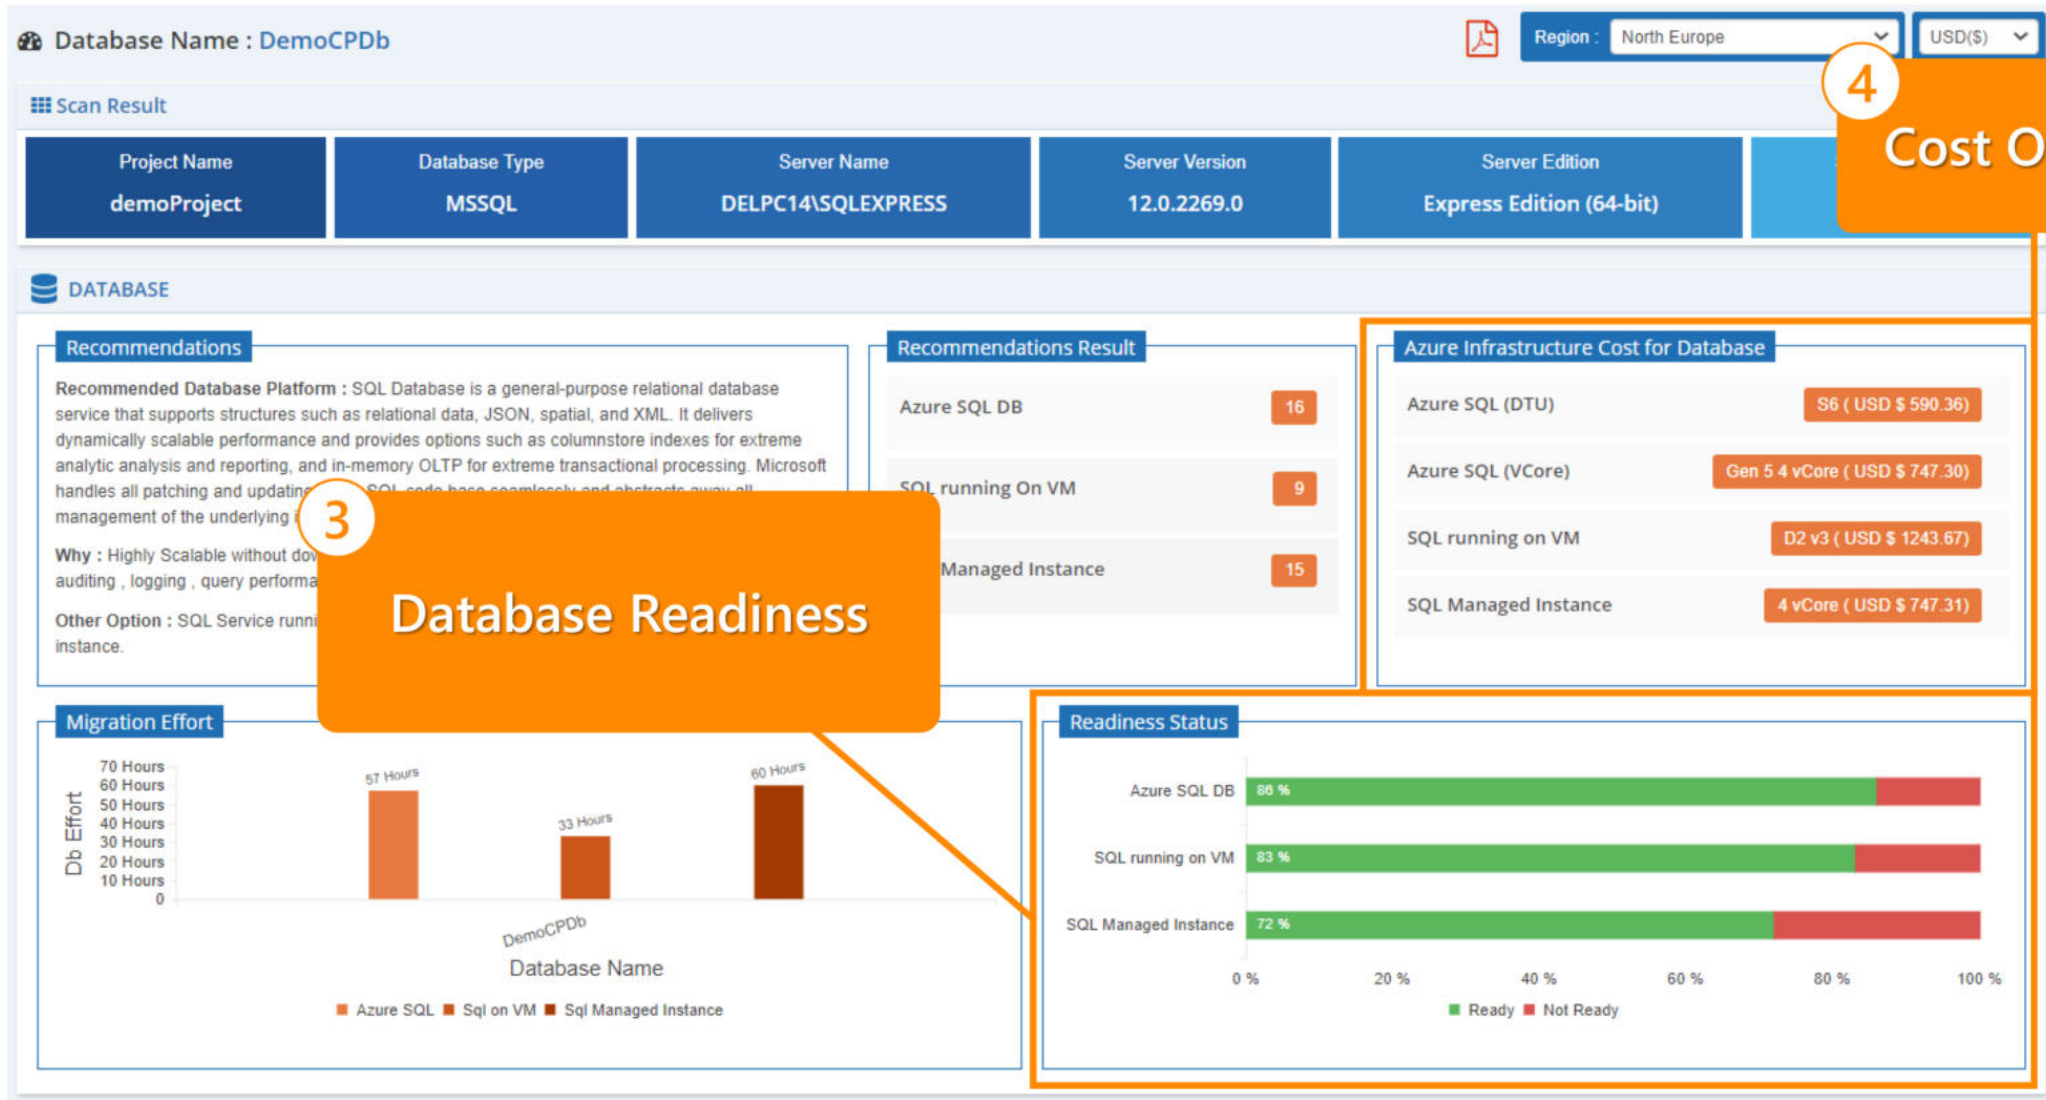 Database Name : DemoCPDb
Region : North Europe
USD($)
Scan Result
4
Cost O
Project Name
demoProject
Database Type
MSSQL
Server Name
DELPC14\SQLEXPRESS
Server Version
12.0.2269.0
Server Edition
Express Edition (64-bit)
DATABASE
Recommendations
Recommended Database Platform : SQL Database is a general-purpose relational database
service that supports structures such as relational data, JSON, spatial, and XML. It delivers
dynamically scalable performance and provides options such as columnstore indexes for extreme
analytic analysis and reporting, and in-memory OLTP for extreme transactional processing. Microsoft
handles all patching and updating SQL code base seamlessly and abstracts away all
management of the underlying
Why : Highly Scalable without
auditing , logging , query
Other Option : SQL Service
instance.
Recommendations Result
Azure SQL DB 16
SQL running On VM 9
Managed Instance 15
Azure Infrastructure Cost for Database
Azure SQL (DTU) S6 ( USD $ 590.36)
Azure SQL (VCore) Gen 5 4 vCore ( USD $ 747.30)
SQL running on VM D2 v3 ( USD $ 1243.67)
SQL Managed Instance 4 vCore ( USD $ 747.31)
3
Database Readiness
Migration Effort
70 Hours
60 Hours
50 Hours
40 Hours
30 Hours
20 Hours
10 Hours
0
Db Effort
57 Hours
33 Hours
60 Hours
DemoCPDb
Database Name
Azure SQL Sql on VM Sql Managed Instance
Readiness Status
Azure SQL DB 86 %
SQL running on VM 83 %
SQL Managed Instance 72 %
0 % 20 % 40 % 60 % 80 % 100 %
Ready Not Ready